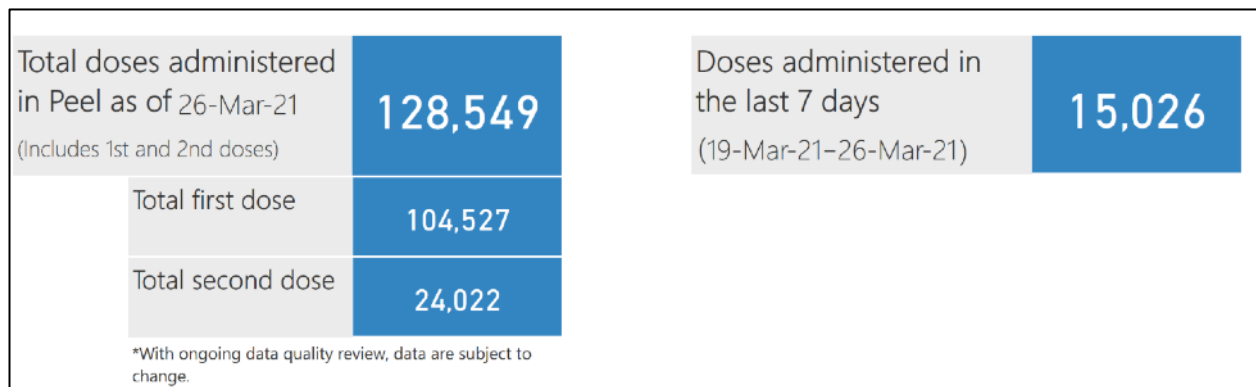 Total doses administered
in Peel as of 26-Mar-21
(Includes 1st and 2nd doses)
128,549
Total first dose
104,527
Total second dose
24,022
*With ongoing data quality review, data are subject to
change.
Doses administered in
the last 7 days
(19-Mar-21–26-Mar-21)
15,026